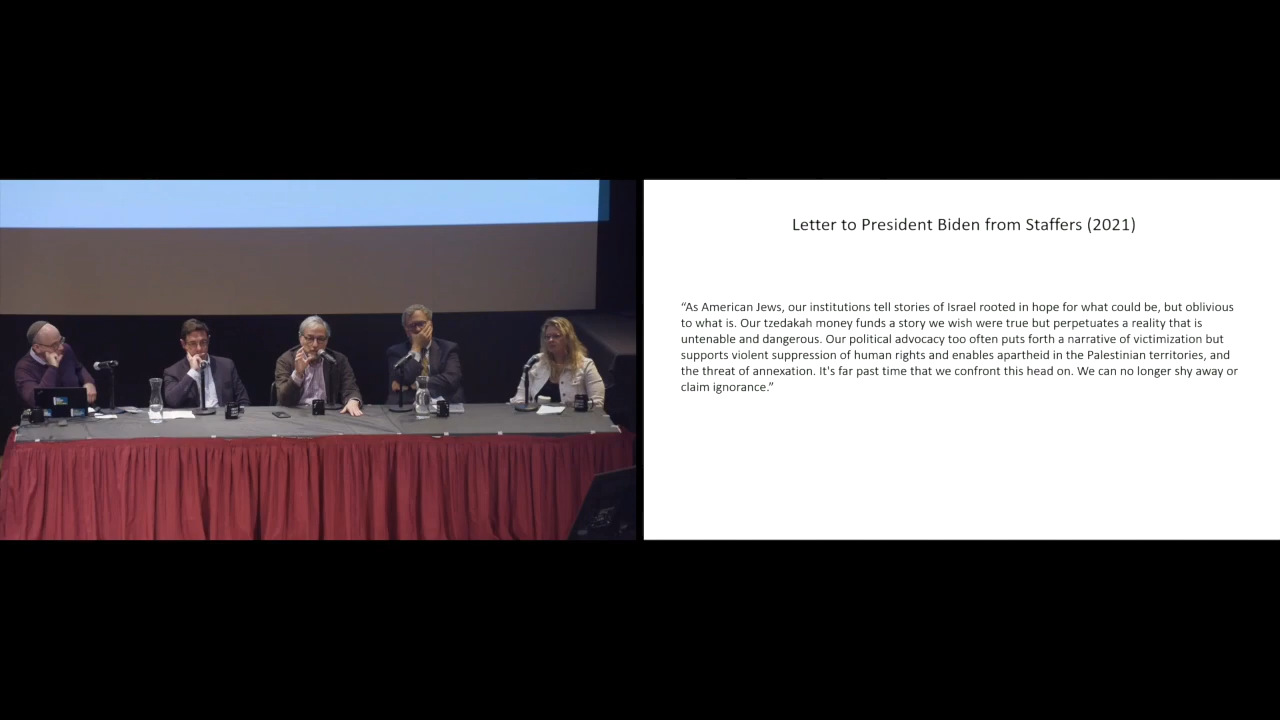 Letter to President Biden from Staffers (2021)
“As American Jews, our institutions tell stories of Israel rooted in hope for what could be, but oblivious
to what is. Our tzedakah money funds a story we wish were true but perpetuates a reality that is
untenable and dangerous. Our political advocacy too often puts forth a narrative of victimization but
supports violent suppression of human rights and enables apartheid in the Palestinian territories, and
the threat of annexation. It's far past time that we confront this head on. We can no longer shy away or
claim ignorance.”